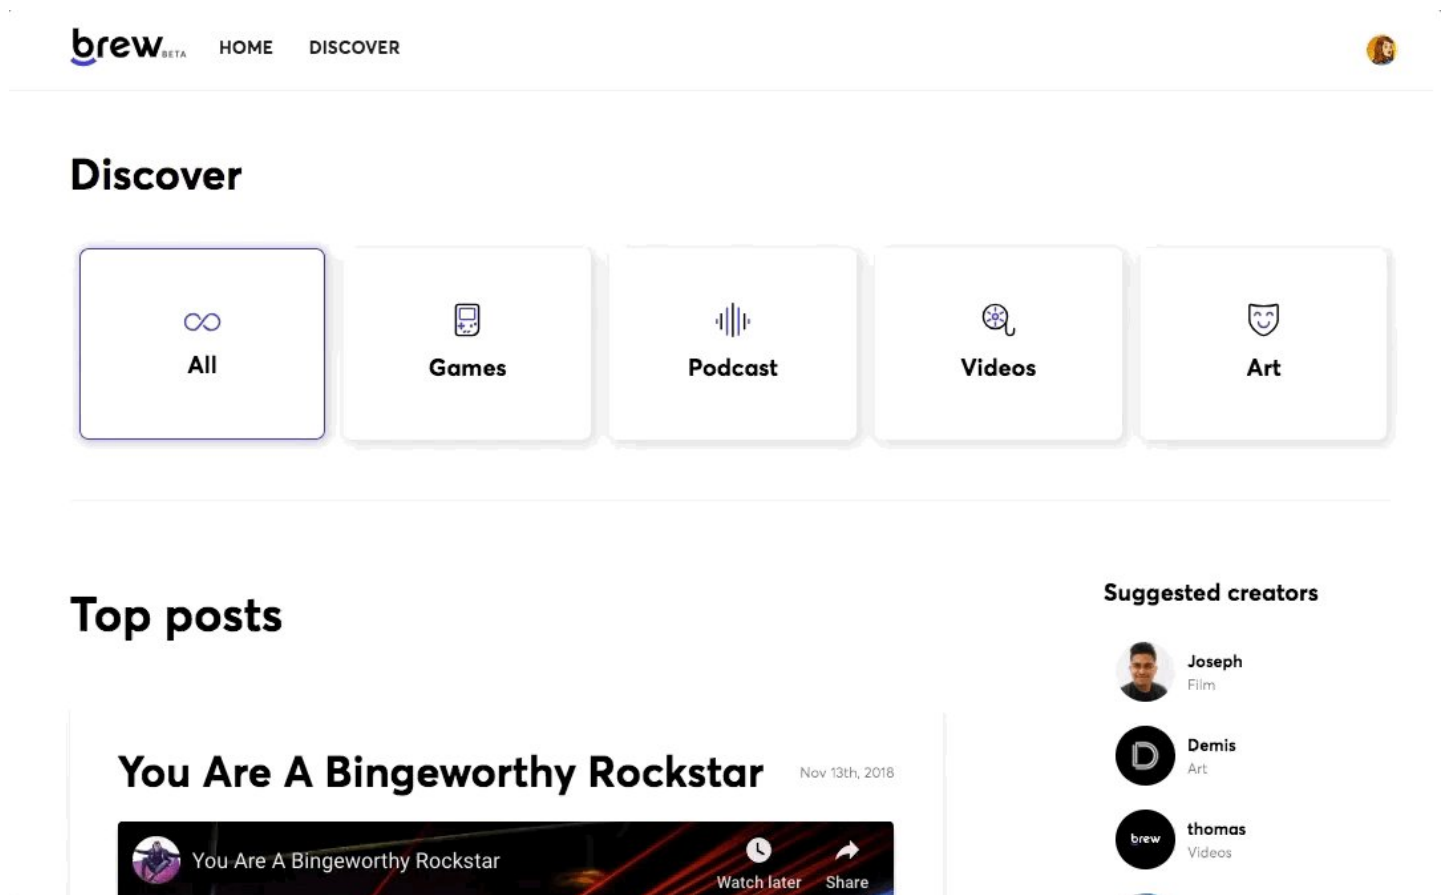 brew BETA HOME DISCOVER
Discover
All
Games
Podcast
Videos
Art
Top posts
You Are A Bingeworthy Rockstar
Nov 13th, 2018
You Are A Bingeworthy Rockstar
Watch later
Share
Suggested creators
Joseph
Film
D
Demis
Art
brew
thomas
Videos